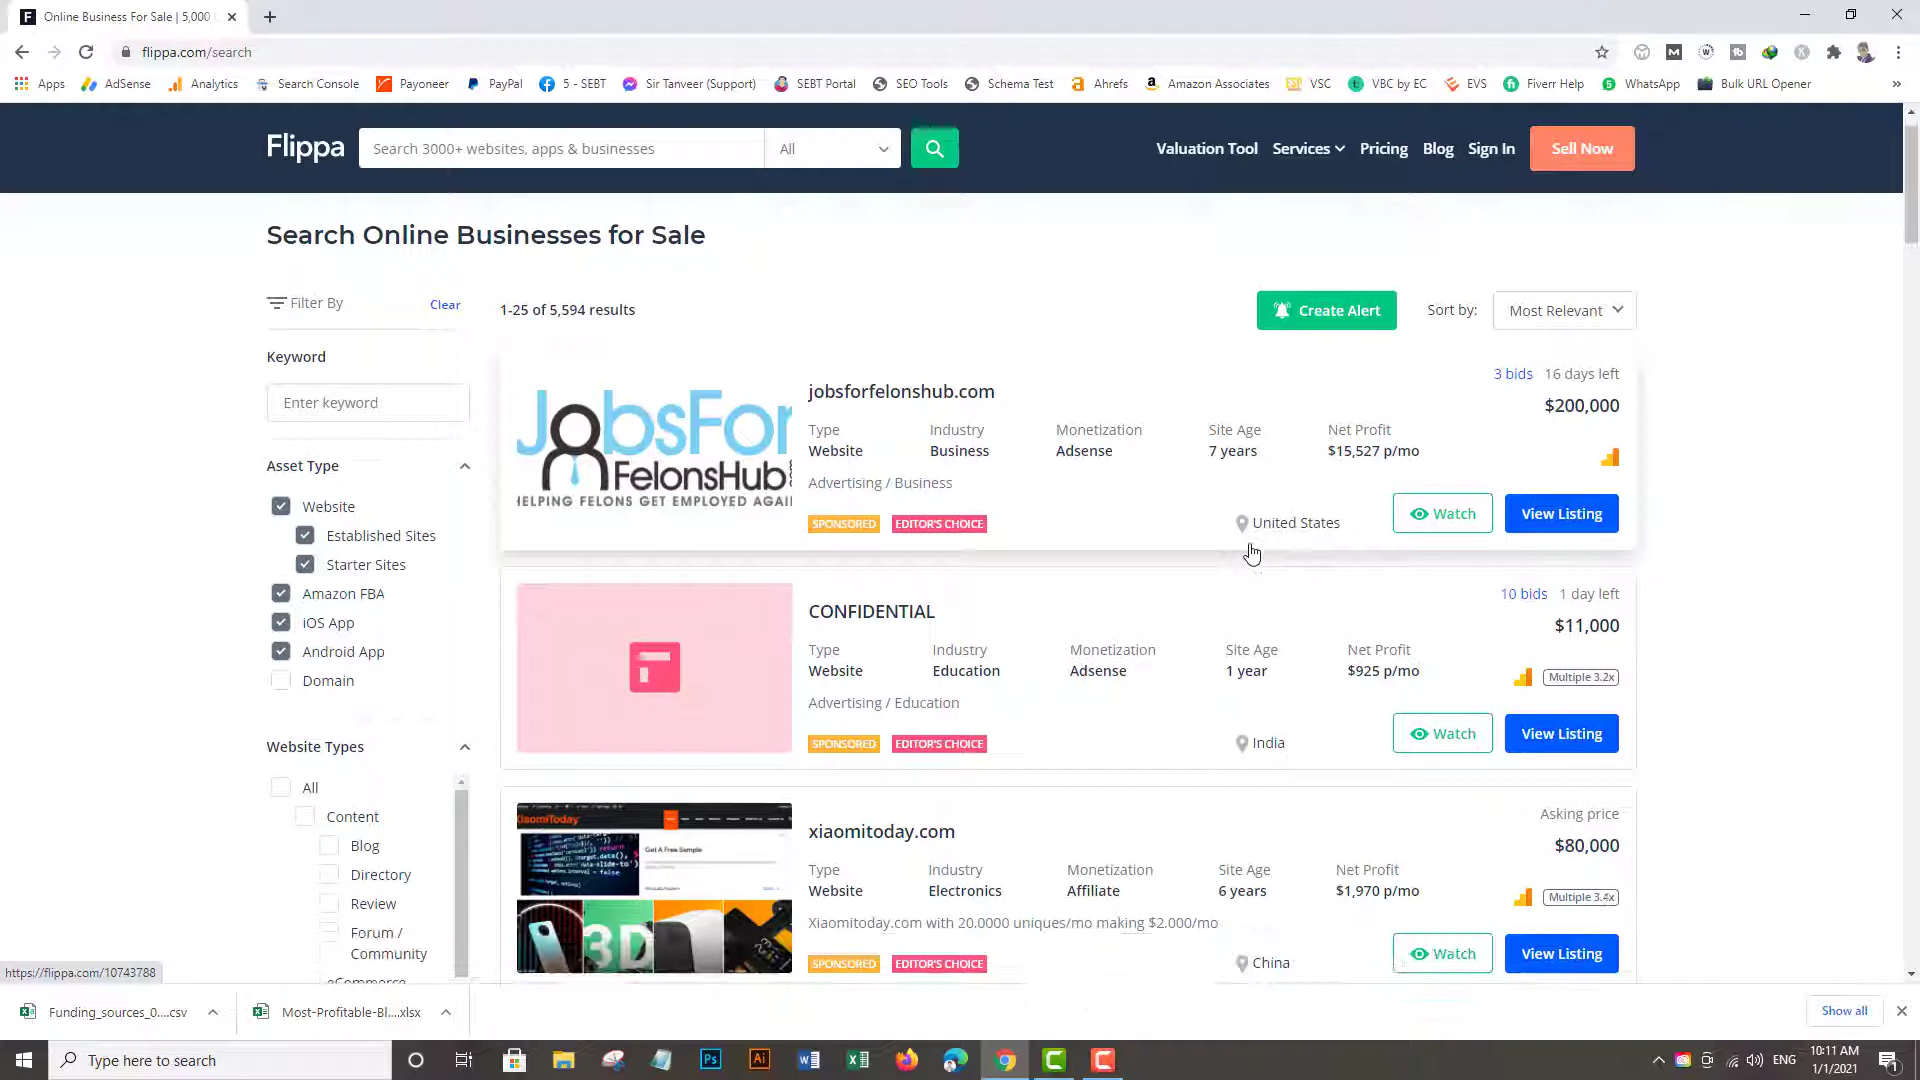 Online Business For Sale | 5,000
flippa.com/search
Apps AdSense Analytics Search Console Payoneer PayPal 5 - SEBT Sir Tanveer (Support) SEBT Portal SEO Tools Schema Test Ahrefs Amazon Associates VSC VBC by EC EVS Fiverr Help WhatsApp Bulk URL Opener »
Flippa Search 3000+ websites, apps & businesses All Valuation Tool Services Pricing Blog Sign In Sell Now
Search Online Businesses for Sale
Filter By Clear
1-25 of 5,594 results Create Alert Sort by: Most Relevant
Keyword
Enter keyword
Asset Type
Website
Established Sites
Starter Sites
Amazon FBA
iOS App
Android App
Domain
Website Types
All
Content
Blog
Directory
Review
Forum /
Community
eCommerce
JobsFor
FelonsHub
HELPING FELONS GET EMPLOYED AGAI
jobsforfelonshub.com
3 bids 16 days left
$200,000
Type Industry Monetization Site Age Net Profit
Website Business Adsense 7 years $15,527 p/mo
Advertising / Business
SPONSORED EDITOR'S CHOICE United States Watch View Listing
CONFIDENTIAL
10 bids 1 day left
$11,000
Type Industry Monetization Site Age Net Profit
Website Education Adsense 1 year $925 p/mo
Multiple 3.2x
Advertising / Education
SPONSORED EDITOR'S CHOICE India Watch View Listing
XiaomiToday
Get A Free Sample
3D
xiaomitoday.com
Asking price
$80,000
Type Industry Monetization Site Age Net Profit
Website Electronics Affiliate 6 years $1,970 p/mo
Multiple 3.4x
Xiaomitoday.com with 20.0000 uniques/mo making $2.000/mo
SPONSORED EDITOR'S CHOICE China Watch View Listing
https://flippa.com/10743788
Funding_sources_0....csv Most-Profitable-Bl....xlsx Show all
Type here to search
ENG
10:11 AM
1/1/2021